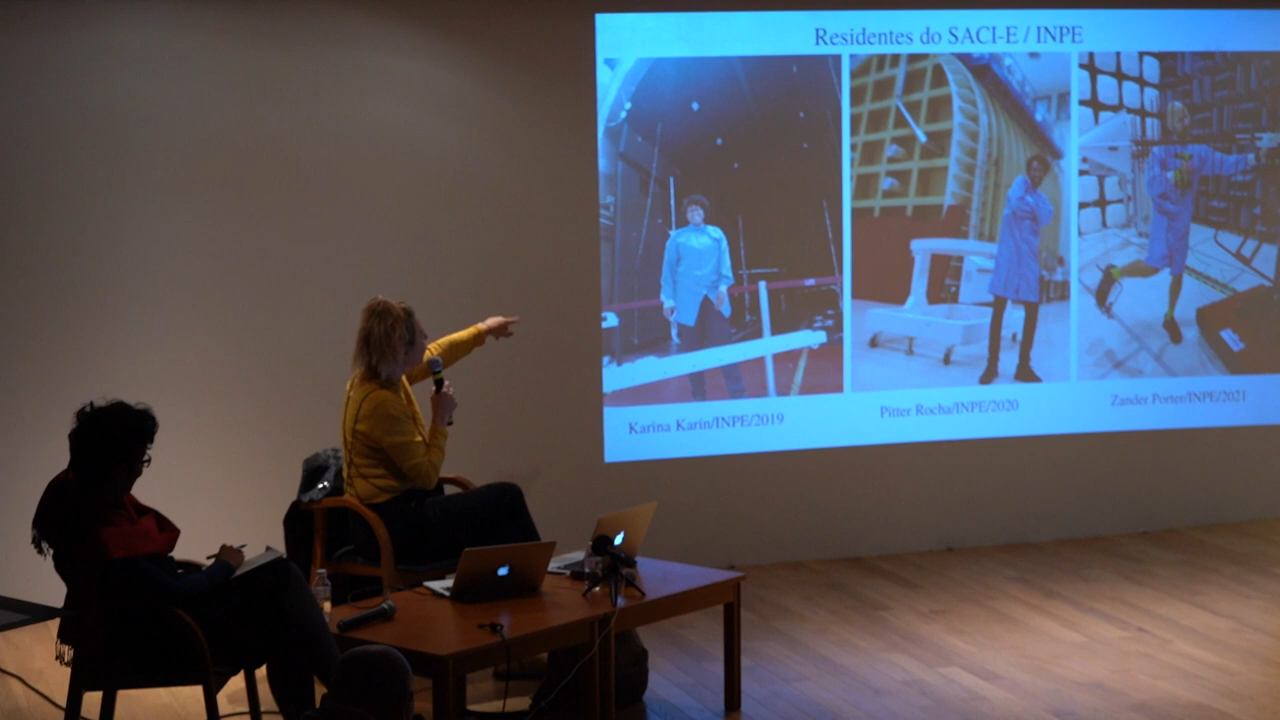 Residentes do SACI-E / INPE
Karina Karin/INPE/2019
Pitter Rocha/INPE/2020
Zander Porter/INPE/2021